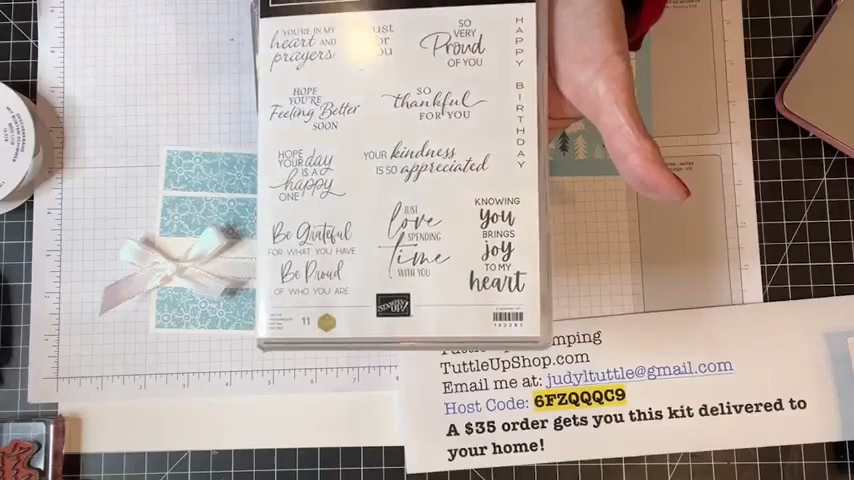 YOU'RE IN MY
heart AND
prayers
SO
VERY
Proud
OF YOU
HAPPY BIRTHDAY
HOPE
YOU'RE
Feeling Better
SOON
SO
thankful
FOR YOU
HOPE
YOUR day
IS A
happy
ONE
YOUR kindness
IS SO appreciated
Be Grateful
FOR WHAT YOU HAVE
Be Proud
OF WHO YOU ARE
JUST
love
SPENDING
time
WITH YOU
KNOWING
you
BRINGS
joy
TO MY
heart
11
STAMPIN' UP!
TuttleUpShop.com
Email me at: judyltuttle@gmail.com
Host Code: 6FZQQQC9
A $35 order gets you this kit delivered to
your home!